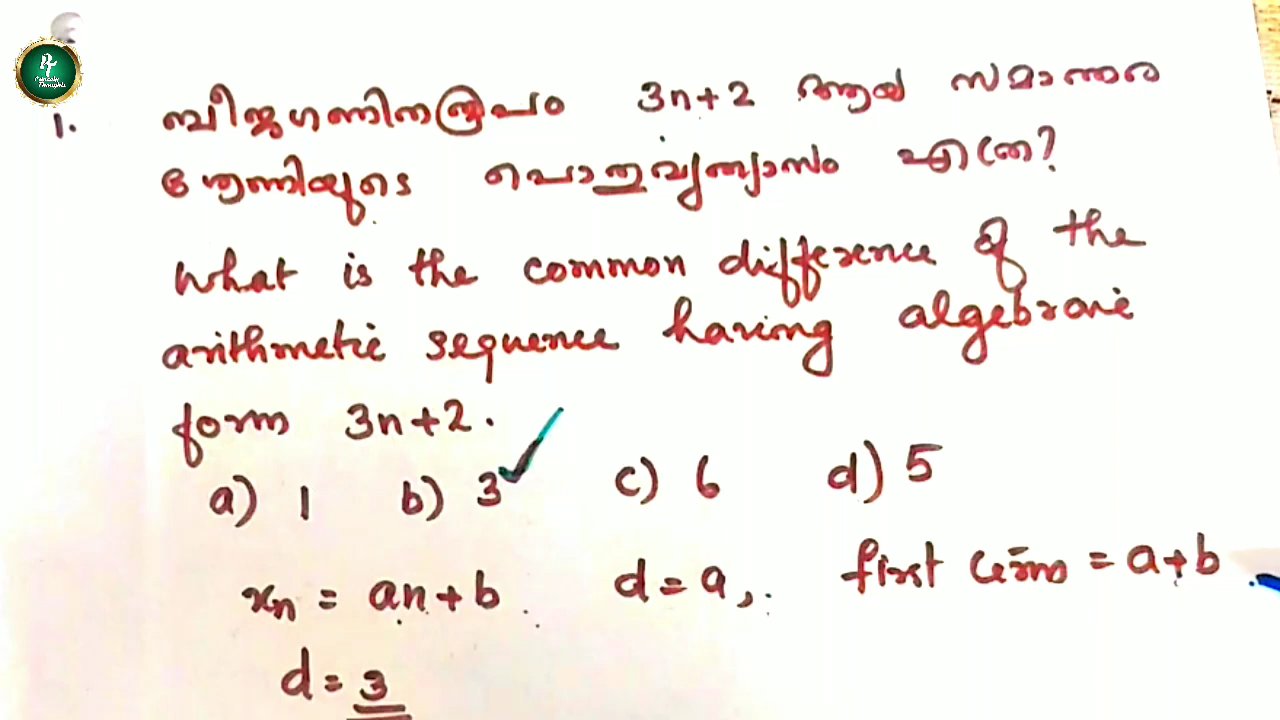 1. ബീജഗണിതരൂപം 3n+2 ആയ സമാന്തര
ശ്രേണിയുടെ പൊതുവ്യത്യാസം എത്ര?
What is the common difference of the
arithmetic sequence having algebraic
form 3n+2.
a) 1 b) 3 ✓ c) 6 d) 5
xₙ = an+b d = a, first term = a+b
d = 3